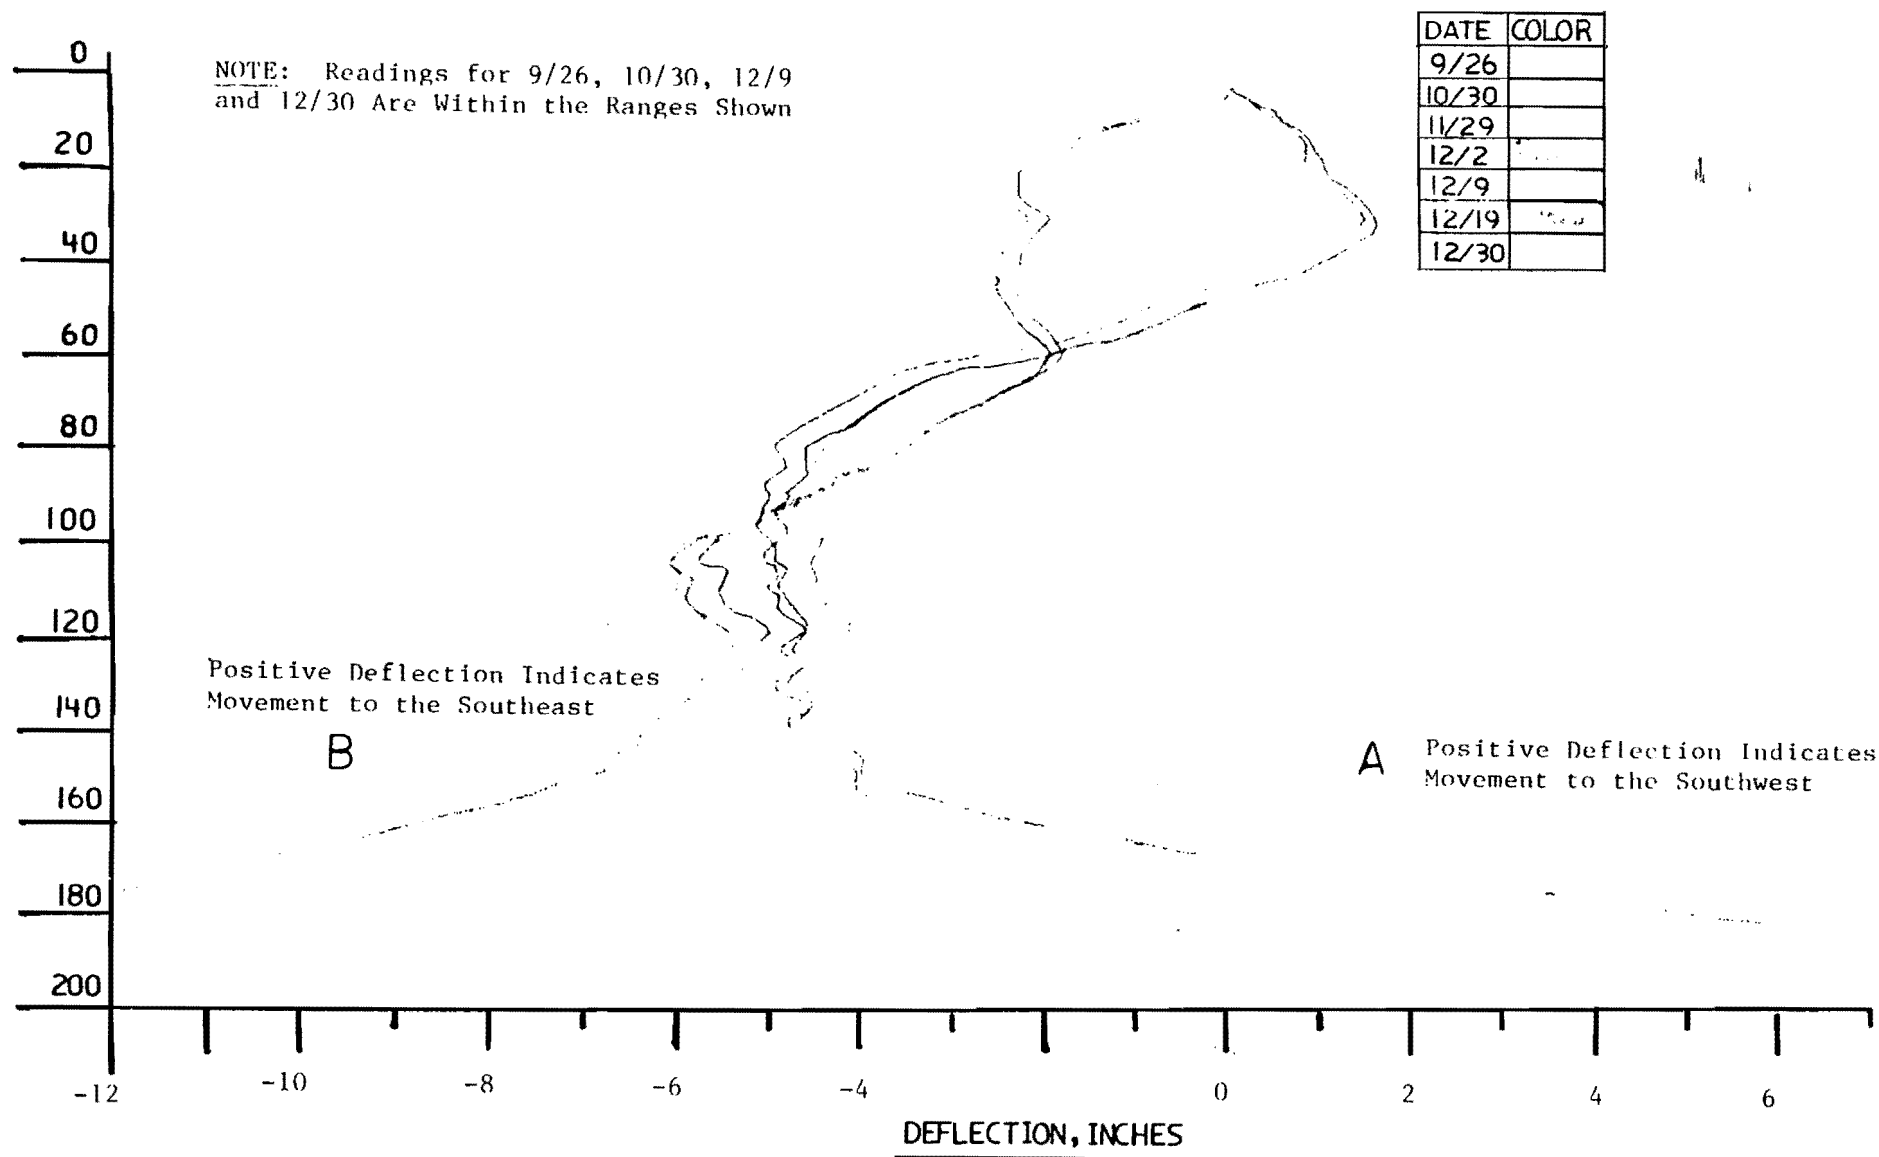 DATE COLOR
9/26
10/30
11/29
12/2
12/9
12/19
12/30
NOTE: Readings for 9/26, 10/30, 12/9
and 12/30 Are Within the Ranges Shown
0
20
40
60
80
100
120
140
160
180
200
Positive Deflection Indicates
Movement to the Southeast
B
A
Positive Deflection Indicates
Movement to the Southwest
-12
-10
-8
-6
-4
0
2
4
6
DEFLECTION, INCHES